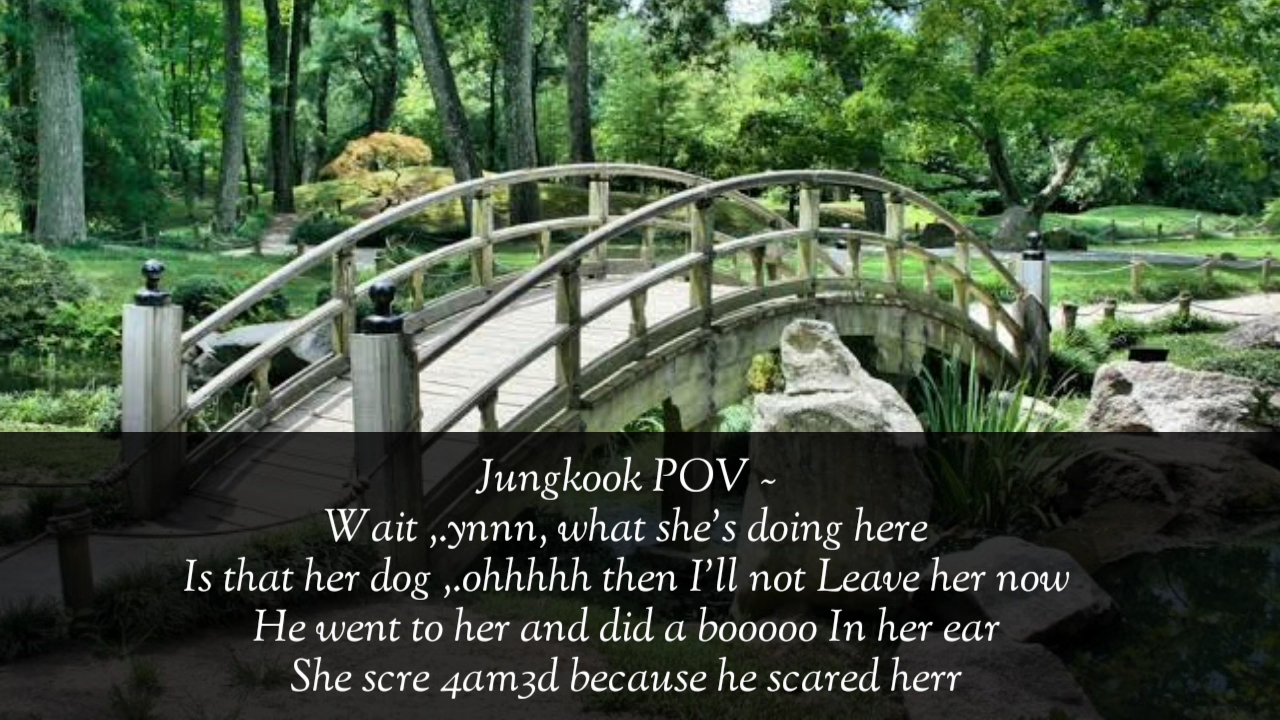 Jungkook POV ~
Wait ,.ynnn, what she's doing here
Is that her dog ,.ohhhhh then I'll not Leave her now
He went to her and did a booooo In her ear
She scre 4am3d because he scared herr